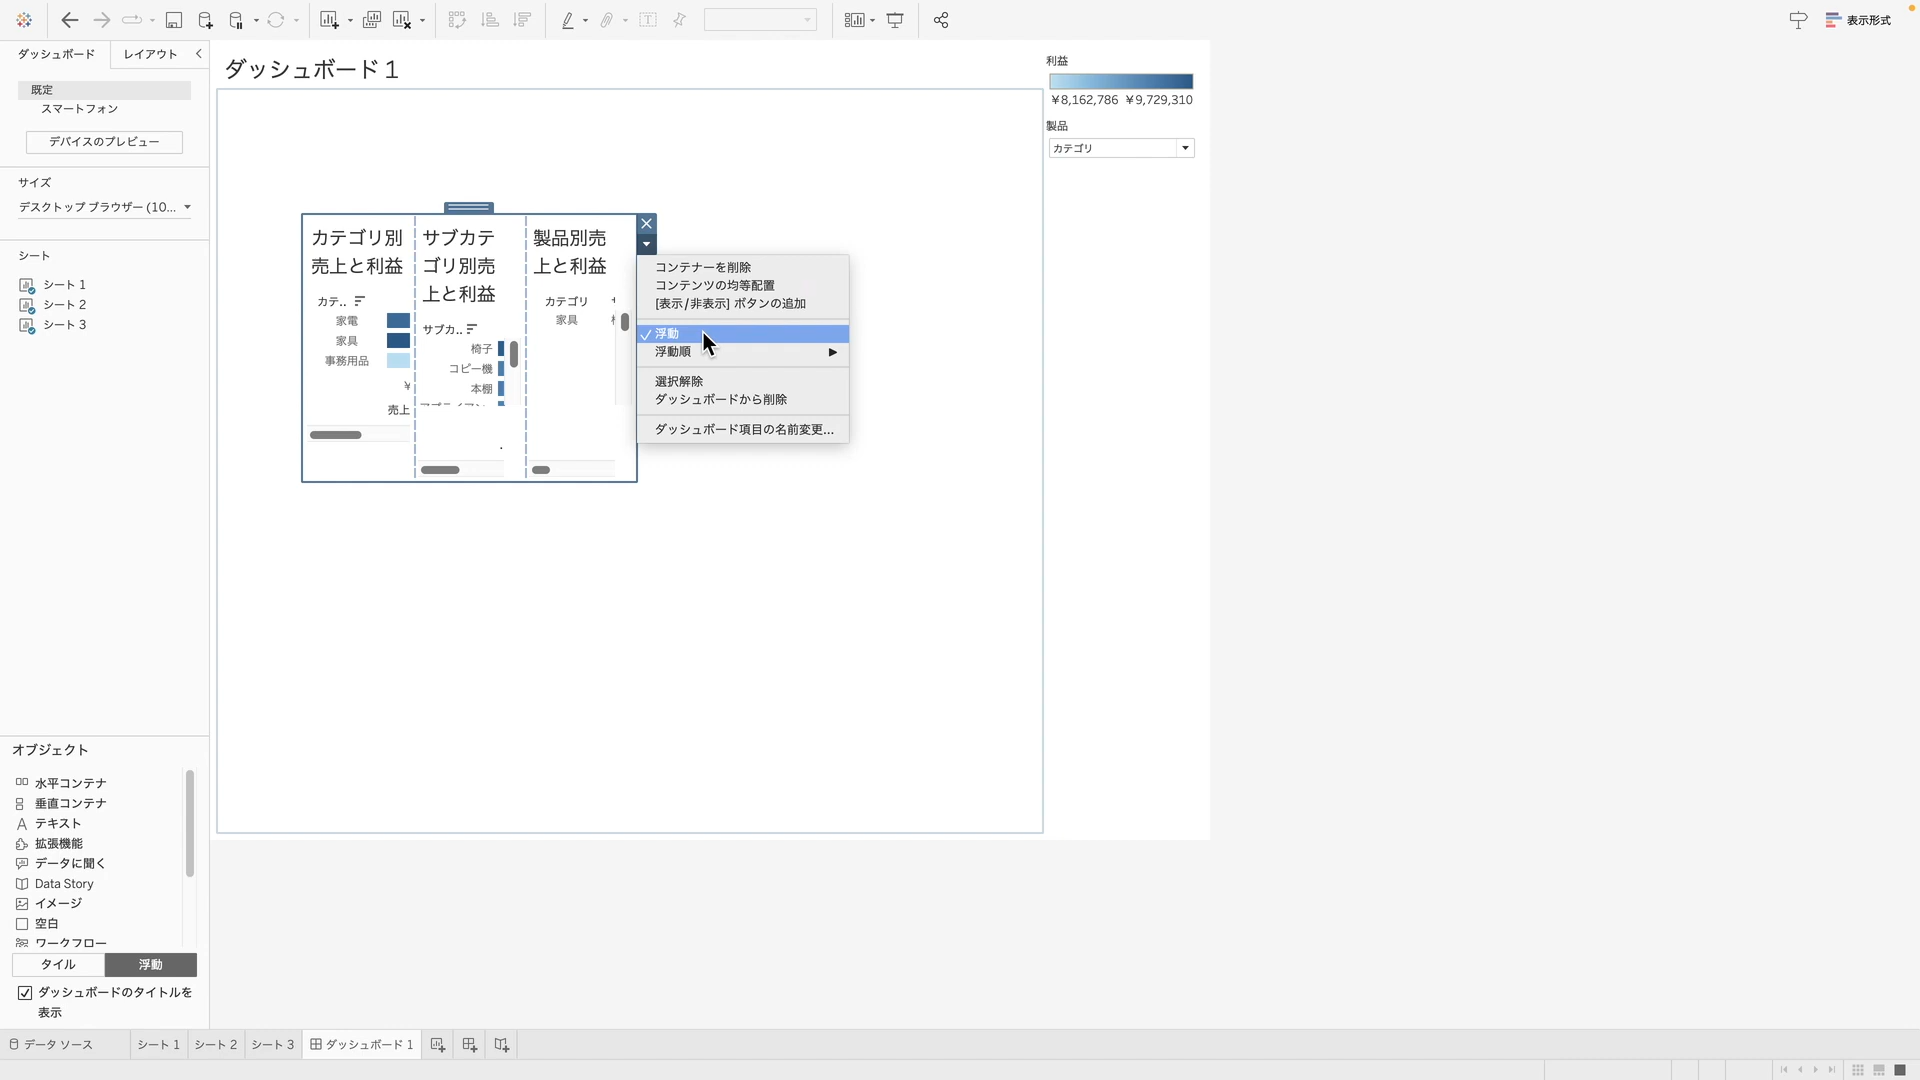 表示形式
ダッシュボード
レイアウト
既定
スマートフォン
デバイスのプレビュー
サイズ
デスクトップ ブラウザー (10...
シート
シート 1
シート 2
シート 3
ダッシュボード 1
利益
¥8,162,786 ¥9,729,310
製品
カテゴリ
カテゴリ別
売上と利益
カテ..
家電
家具
事務用品
¥
売上
サブカテ
ゴリ別売
上と利益
サブカ..
椅子
コピー機
本棚
製品別売
上と利益
カテゴリ
家具
コンテナーを削除
コンテンツの均等配置
[表示/非表示] ボタンの追加
浮動
浮動順
選択解除
ダッシュボードから削除
ダッシュボード項目の名前変更...
オブジェクト
水平コンテナ
垂直コンテナ
テキスト
拡張機能
データに聞く
Data Story
イメージ
空白
ワークフロー
タイル
浮動
ダッシュボードのタイトルを
表示
データ ソース
シート 1
シート 2
シート 3
ダッシュボード 1